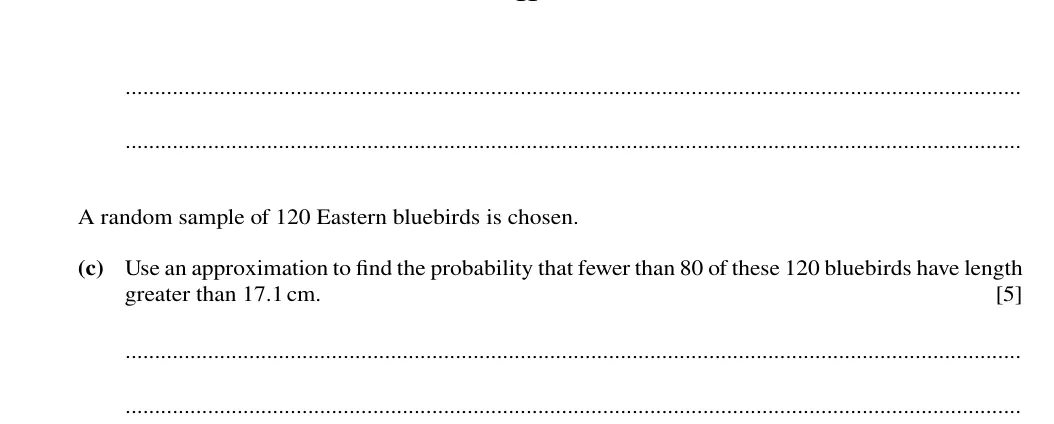 A random sample of 120 Eastern bluebirds is chosen.
(c) Use an approximation to find the probability that fewer than 80 of these 120 bluebirds have length
greater than 17.1 cm. [5]